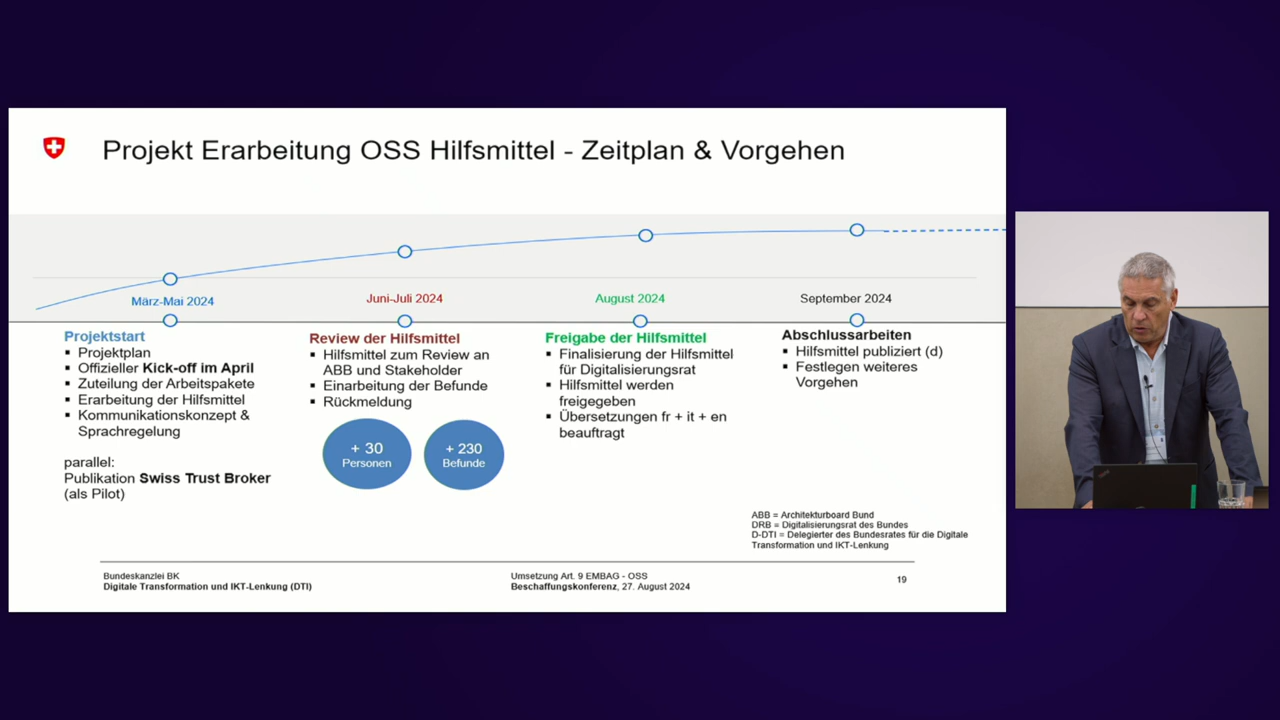 Projekt Erarbeitung OSS Hilfsmittel - Zeitplan & Vorgehen
März-Mai 2024
Juni-Juli 2024
August 2024
September 2024
Projektstart
▪ Projektplan
▪ Offizieller Kick-off im April
▪ Zuteilung der Arbeitspakete
▪ Erarbeitung der Hilfsmittel
▪ Kommunikationskonzept &
Sprachregelung
parallel:
Publikation Swiss Trust Broker
(als Pilot)
Review der Hilfsmittel
▪ Hilfsmittel zum Review an
ABB und Stakeholder
▪ Einarbeitung der Befunde
▪ Rückmeldung
+ 30
Personen
+ 230
Befunde
Freigabe der Hilfsmittel
▪ Finalisierung der Hilfsmittel
für Digitalisierungsrat
▪ Hilfsmittel werden
freigegeben
▪ Übersetzungen fr + it + en
beauftragt
Abschlussarbeiten
▪ Hilfsmittel publiziert (d)
▪ Festlegen weiteres
Vorgehen
ABB = Architekturboard Bund
DRB = Digitalisierungsrat des Bundes
D-DTI = Delegierter des Bundesrates für die Digitale
Transformation und IKT-Lenkung
Bundeskanzlei BK
Digitale Transformation und IKT-Lenkung (DTI)
Umsetzung Art. 9 EMBAG - OSS
Beschaffungskonferenz, 27. August 2024
19